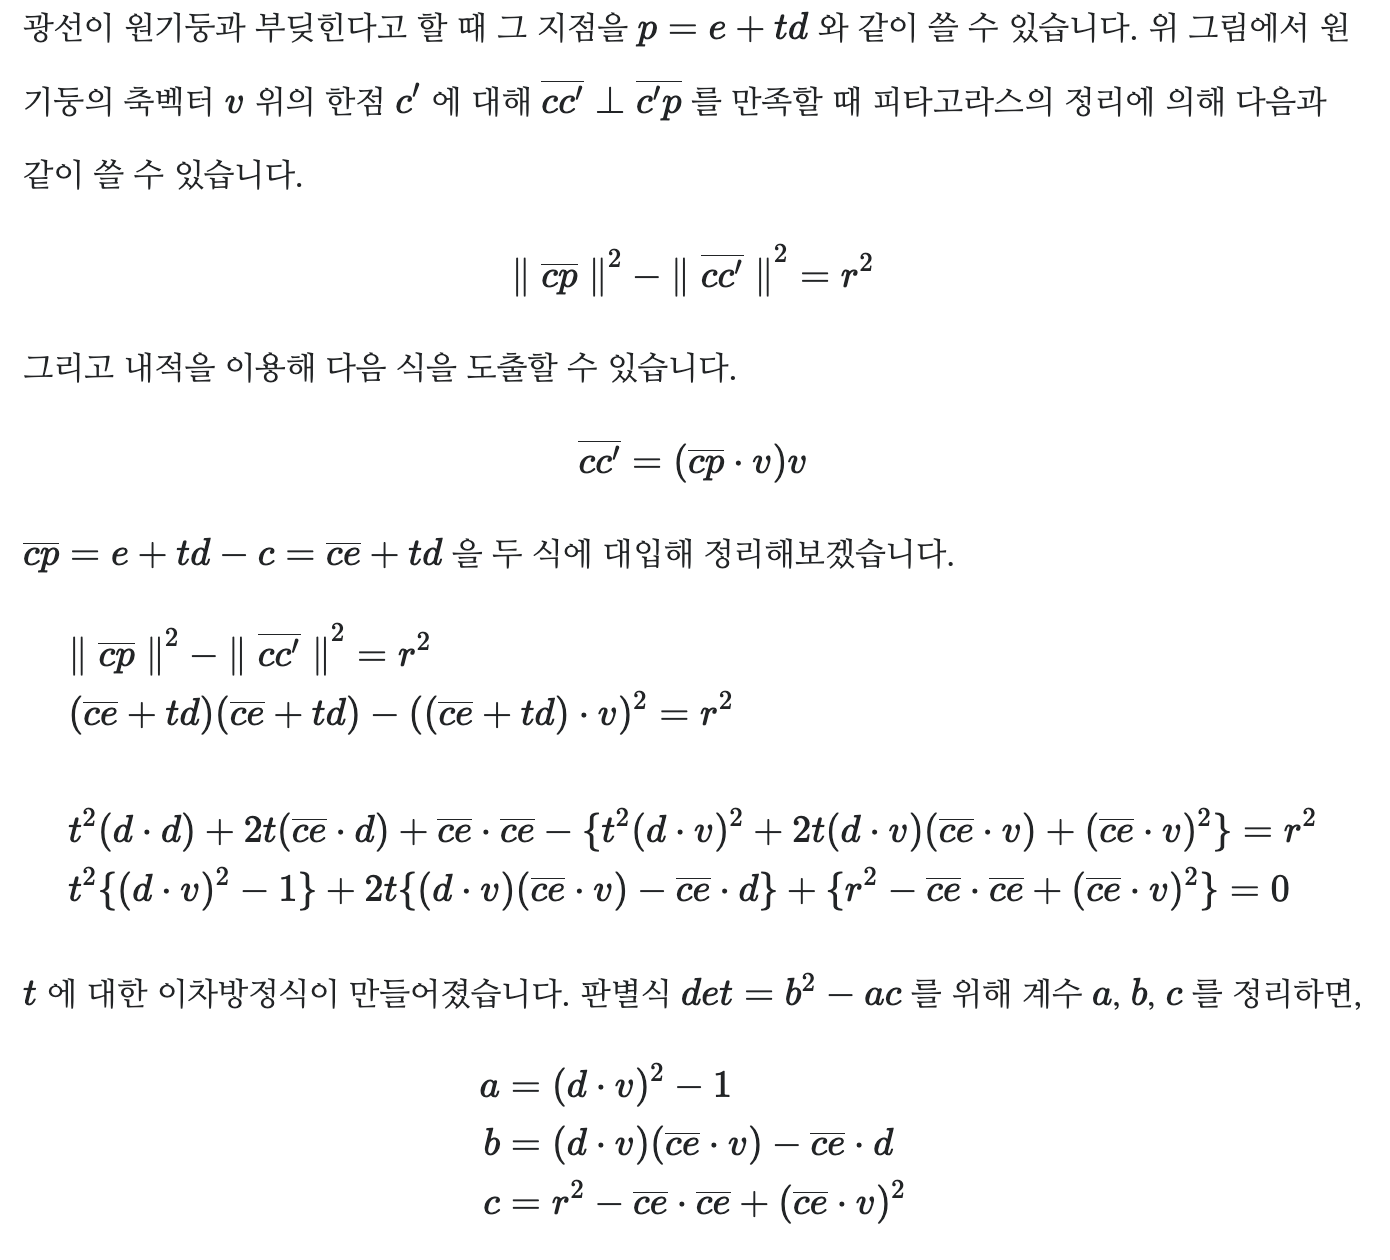 광선이 원기둥과 부딪힌다고 할 때 그 지점을 $p = e + td$ 와 같이 쓸 수 있습니다. 위 그림에서 원
기둥의 축벡터 $v$ 위의 한점 $c'$ 에 대해 $\overline{cc'} \perp \overline{c'p}$ 를 만족할 때 피타고라스의 정리에 의해 다음과
같이 쓸 수 있습니다.
$\| \overline{cp} \|^2 - \| \overline{cc'} \|^2 = r^2$
그리고 내적을 이용해 다음 식을 도출할 수 있습니다.
$\overline{cc'} = (\overline{cp} \cdot v)v$
$\overline{cp} = e + td - c = \overline{ce} + td$ 을 두 식에 대입해 정리해보겠습니다.
$\| \overline{cp} \|^2 - \| \overline{cc'} \|^2 = r^2$
$(\overline{ce} + td)(\overline{ce} + td) - ((\overline{ce} + td) \cdot v)^2 = r^2$
$t^2(d \cdot d) + 2t(\overline{ce} \cdot d) + \overline{ce} \cdot \overline{ce} - \{t^2(d \cdot v)^2 + 2t(d \cdot v)(\overline{ce} \cdot v) + (\overline{ce} \cdot v)^2\} = r^2$
$t^2\{(d \cdot v)^2 - 1\} + 2t\{(d \cdot v)(\overline{ce} \cdot v) - \overline{ce} \cdot d\} + \{r^2 - \overline{ce} \cdot \overline{ce} + (\overline{ce} \cdot v)^2\} = 0$
$t$ 에 대한 이차방정식이 만들어졌습니다. 판별식 $det = b^2 - ac$ 를 위해 계수 $a$, $b$, $c$ 를 정리하면,
$a = (d \cdot v)^2 - 1$
$b = (d \cdot v)(\overline{ce} \cdot v) - \overline{ce} \cdot d$
$c = r^2 - \overline{ce} \cdot \overline{ce} + (\overline{ce} \cdot v)^2$